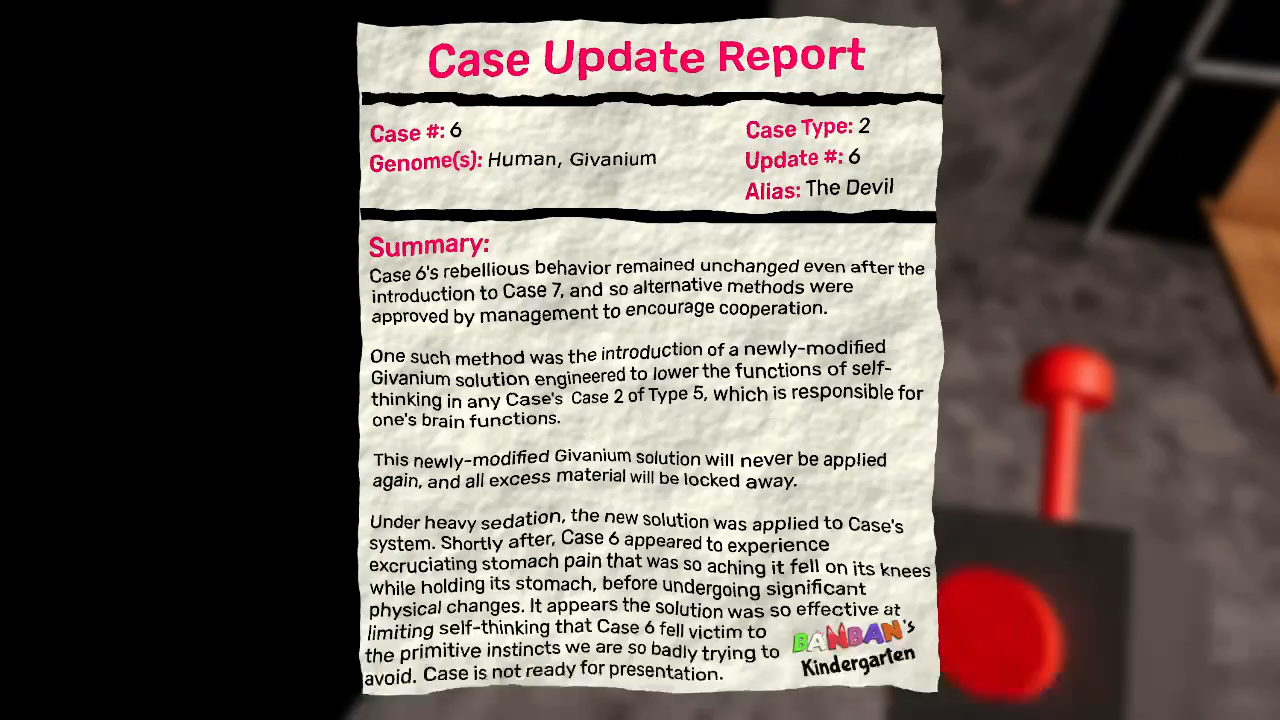 Case Update Report
Case #: 6
Genome(s): Human, Givanium
Case Type: 2
Update #: 6
Alias: The Devil
Summary:
Case 6's rebellious behavior remained unchanged even after the
introduction to Case 7, and so alternative methods were
approved by management to encourage cooperation.
One such method was the introduction of a newly-modified
Givanium solution engineered to lower the functions of self-
thinking in any Case's Case 2 of Type 5, which is responsible for
one's brain functions.
This newly-modified Givanium solution will never be applied
again, and all excess material will be locked away.
Under heavy sedation, the new solution was applied to Case's
system. Shortly after, Case 6 appeared to experience
excruciating stomach pain that was so aching it fell on its knees
while holding its stomach, before undergoing significant
physical changes. It appears the solution was so effective at
limiting self-thinking that Case 6 fell victim to
the primitive instincts we are so badly trying to
avoid. Case is not ready for presentation.
BANBAN's
Kindergarten